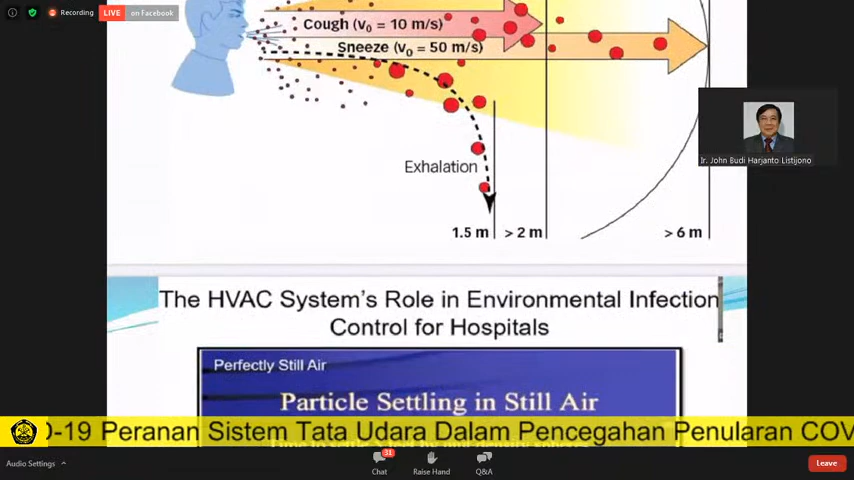 Recording LIVE on Facebook
Cough (v₀ = 10 m/s)
Sneeze (v₀ = 50 m/s)
Exhalation
1.5 m > 2 m > 6 m
Ir. John Budi Harjanto Listijono
The HVAC System's Role in Environmental Infection
Control for Hospitals
Perfectly Still Air
Particle Settling in Still Air
D-19 Peranan Sistem Tata Udara Dalam Pencegahan Penularan COV
Audio Settings
31
Chat Raise Hand Q&A
Leave